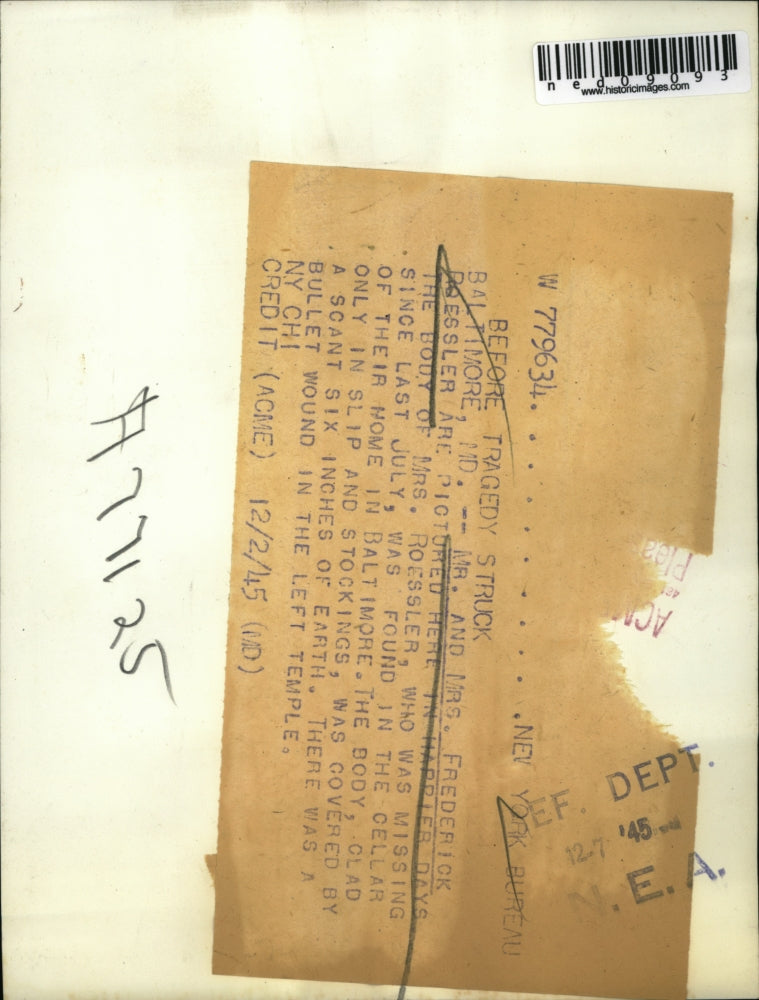 ned09093
www.historicimages.com
W 779634. . . . . . . . . . . NEW YORK BUREAU
BEFORE TRAGEDY STRUCK
BALTIMORE, MD. -- MR. AND MRS. FREDERICK
ROESSLER ARE PICTURED HERE IN HAPPIER DAYS
THE BODY OF MRS. ROESSLER, WHO WAS MISSING
SINCE LAST JULY, WAS FOUND IN THE CELLAR
OF THEIR HOME IN BALTIMORE. THE BODY, CLAD
ONLY IN SLIP AND STOCKINGS, WAS COVERED BY
A SCANT SIX INCHES OF EARTH. THERE WAS A
BULLET WOUND IN THE LEFT TEMPLE.
NY CHI
CREDIT (ACME) 12/2/45 (MD)
EF. DEPT.
12-7 '45
N. E. A.
ACM
Plea